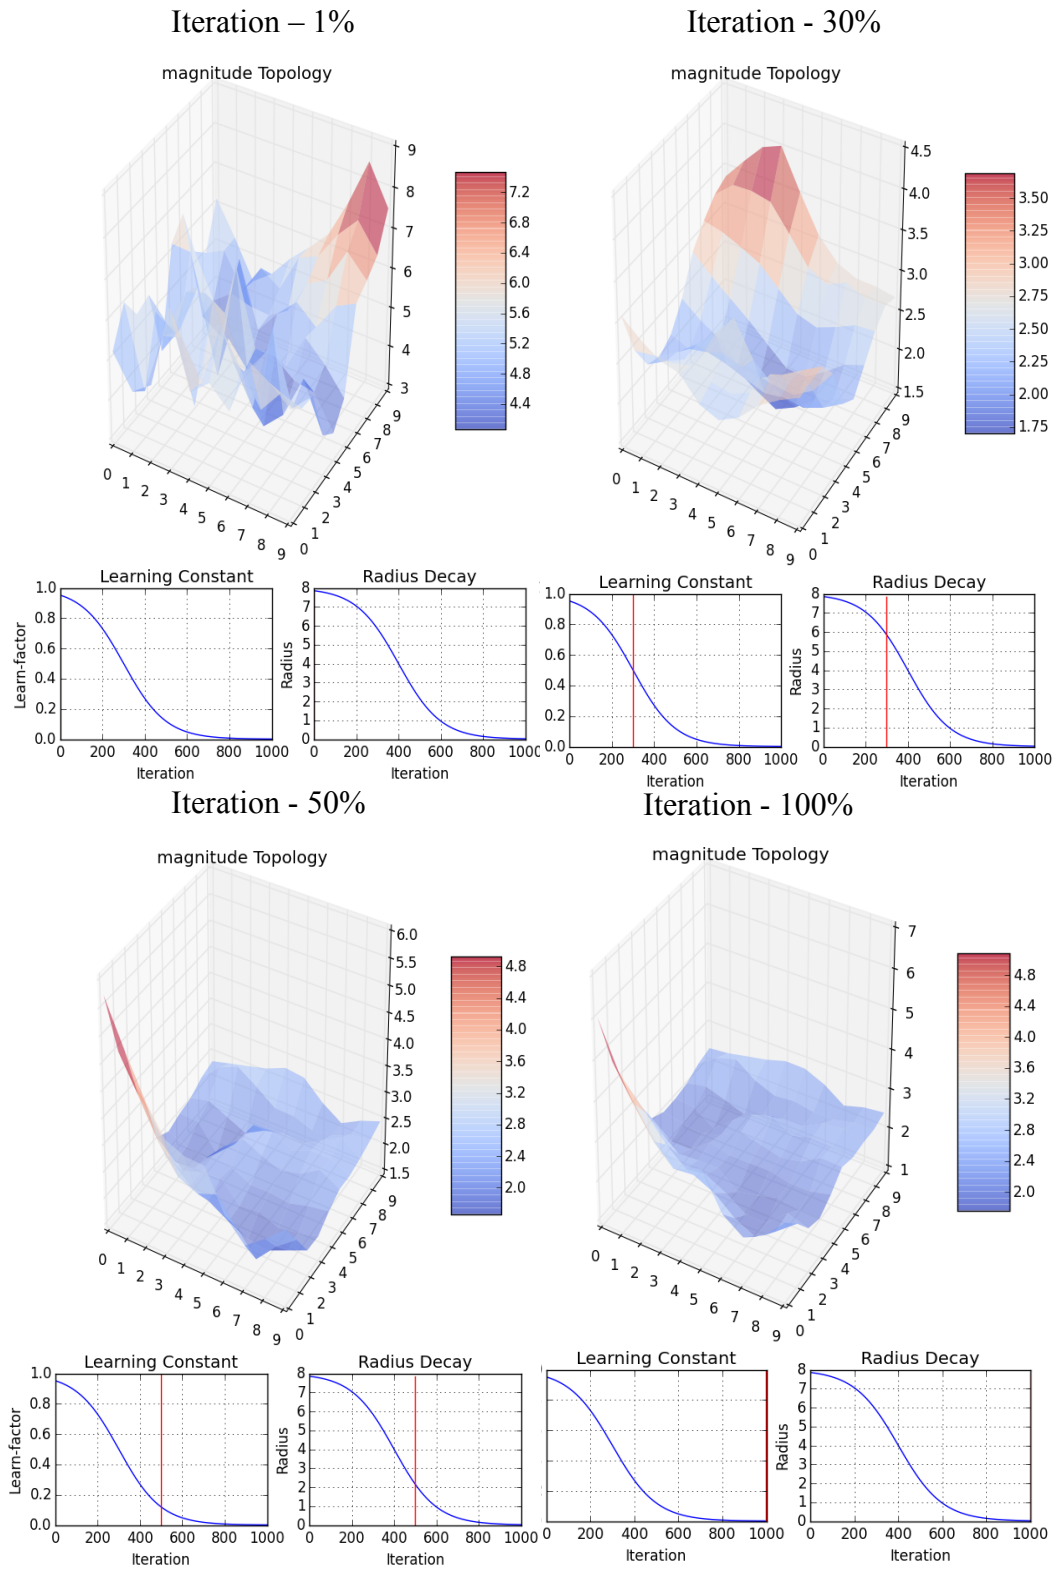 Iteration – 1%
Iteration - 30%
magnitude Topology
magnitude Topology
9
8
7
6
5
4
3
7.2
6.8
6.4
6.0
5.6
5.2
4.8
4.4
0 1 2 3 4 5 6 7 8 9
0 1 2 3 4 5 6 7 8 9
4.5
4.0
3.5
3.0
2.5
2.0
1.5
3.50
3.25
3.00
2.75
2.50
2.25
2.00
1.75
0 1 2 3 4 5 6 7 8 9
0 1 2 3 4 5 6 7 8 9
Learning Constant
Learn-factor
1.0
0.8
0.6
0.4
0.2
0.0
0 200 400 600 800 1000
Iteration
Radius Decay
Radius
8
7
6
5
4
3
2
1
0
0 200 400 600 800 1000
Iteration
Learning Constant
1.0
0.8
0.6
0.4
0.2
0.0
0 200 400 600 800 1000
Iteration
Radius Decay
Radius
8
7
6
5
4
3
2
1
0
0 200 400 600 800 1000
Iteration
Iteration - 50%
Iteration - 100%
magnitude Topology
magnitude Topology
6.0
5.5
5.0
4.5
4.0
3.5
3.0
2.5
2.0
1.5
4.8
4.4
4.0
3.6
3.2
2.8
2.4
2.0
0 1 2 3 4 5 6 7 8 9
0 1 2 3 4 5 6 7 8 9
7
6
5
4
3
2
1
4.8
4.4
4.0
3.6
3.2
2.8
2.4
2.0
0 1 2 3 4 5 6 7 8 9
0 1 2 3 4 5 6 7 8 9
Learning Constant
Learn-factor
1.0
0.8
0.6
0.4
0.2
0.0
0 200 400 600 800 1000
Iteration
Radius Decay
Radius
8
7
6
5
4
3
2
1
0
0 200 400 600 800 1000
Iteration
Learning Constant
0 200 400 600 800 1000
Iteration
Radius Decay
Radius
8
7
6
5
4
3
2
1
0
0 200 400 600 800 1000
Iteration